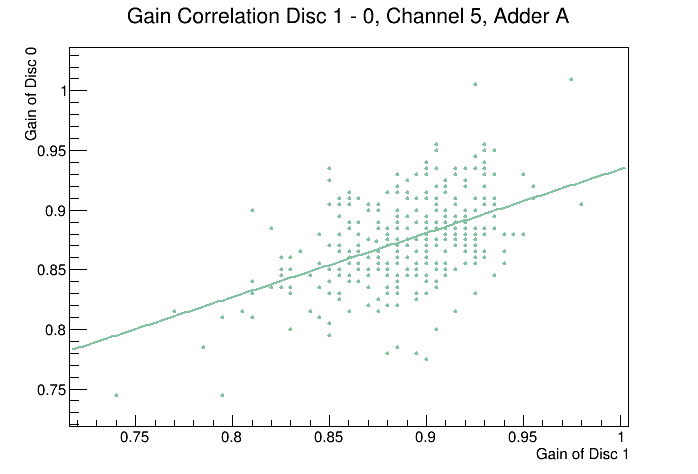 Gain Correlation Disc 1 - 0, Channel 5, Adder A
Gain of Disc 0
1
0.95
0.9
0.85
0.8
0.75
0.75 0.8 0.85 0.9 0.95 1
Gain of Disc 1